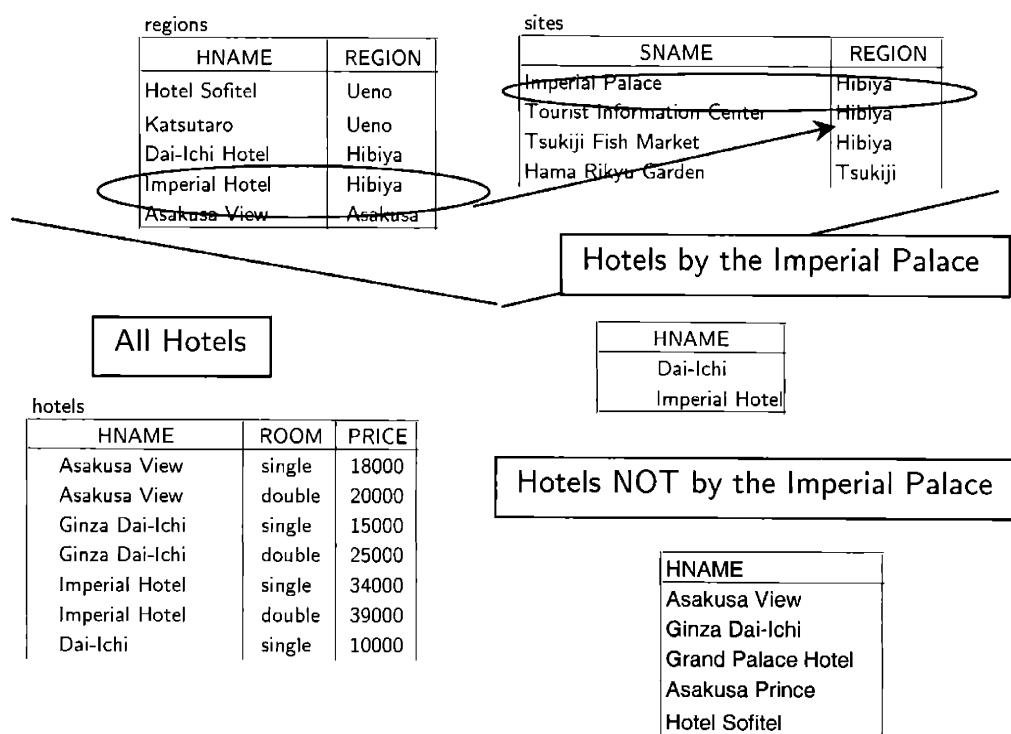 regions
HNAME REGION
Hotel Sofitel Ueno
Katsutaro Ueno
Dai-Ichi Hotel Hibiya
Imperial Hotel Hibiya
Asakusa View Asakusa
sites
SNAME REGION
Imperial Palace Hibiya
Tourist Information Center Hibiya
Tsukiji Fish Market Hibiya
Hama Rikyu Garden Tsukiji
Hotels by the Imperial Palace
HNAME
Dai-Ichi
Imperial Hotel
All Hotels
hotels
HNAME ROOM PRICE
Asakusa View single 18000
Asakusa View double 20000
Ginza Dai-Ichi single 15000
Ginza Dai-Ichi double 25000
Imperial Hotel single 34000
Imperial Hotel double 39000
Dai-Ichi single 10000
Hotels NOT by the Imperial Palace
HNAME
Asakusa View
Ginza Dai-Ichi
Grand Palace Hotel
Asakusa Prince
Hotel Sofitel